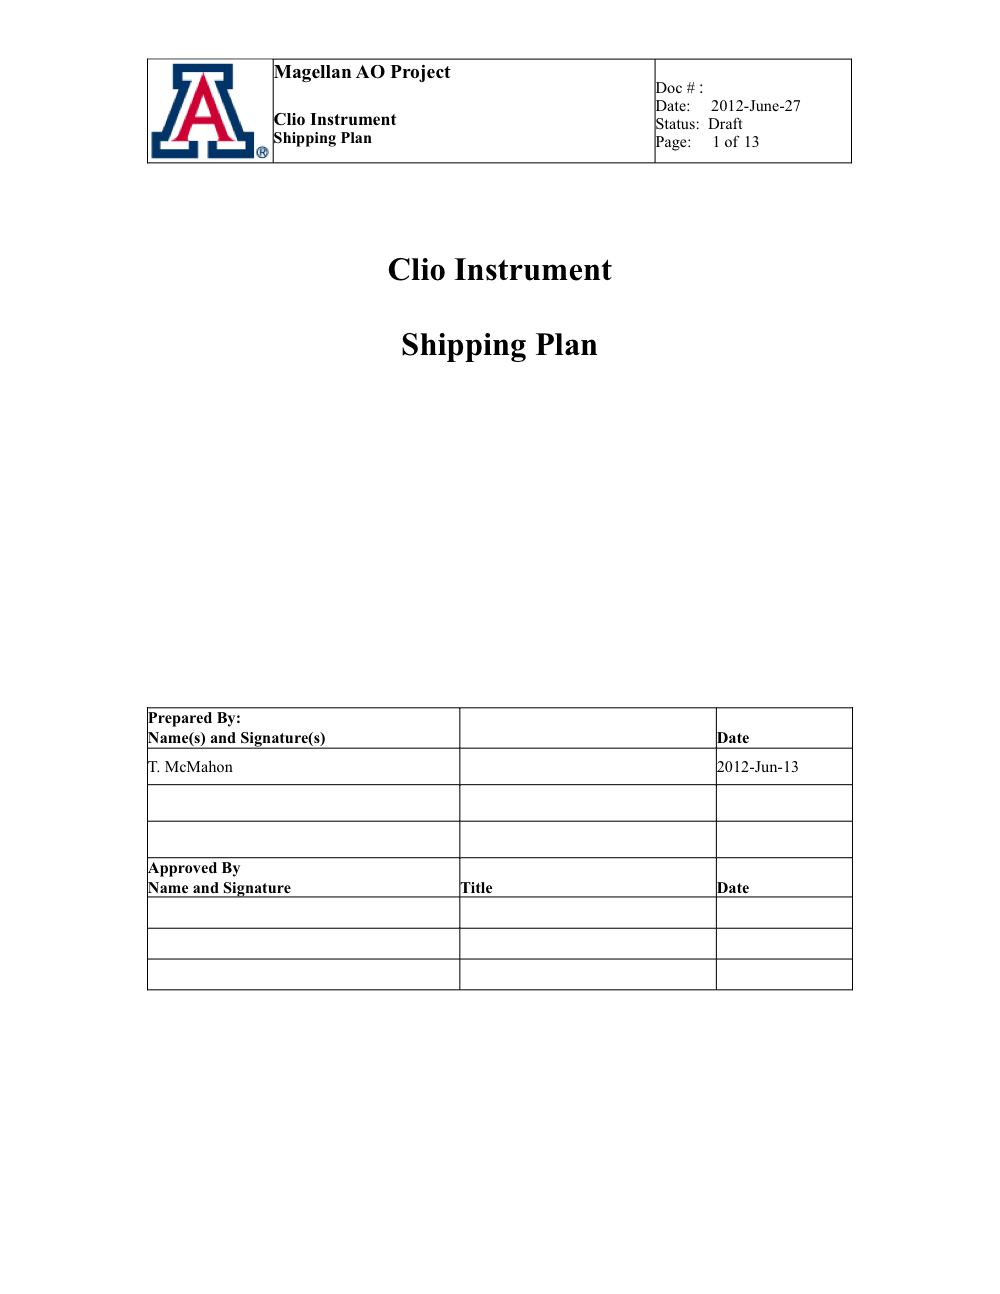 A ®
Magellan AO Project
Clio Instrument
Shipping Plan
Doc # :
Date: 2012-June-27
Status: Draft
Page: 1 of 13
Clio Instrument
Shipping Plan
Prepared By:
Name(s) and Signature(s) Date
T. McMahon 2012-Jun-13
Approved By
Name and Signature Title Date